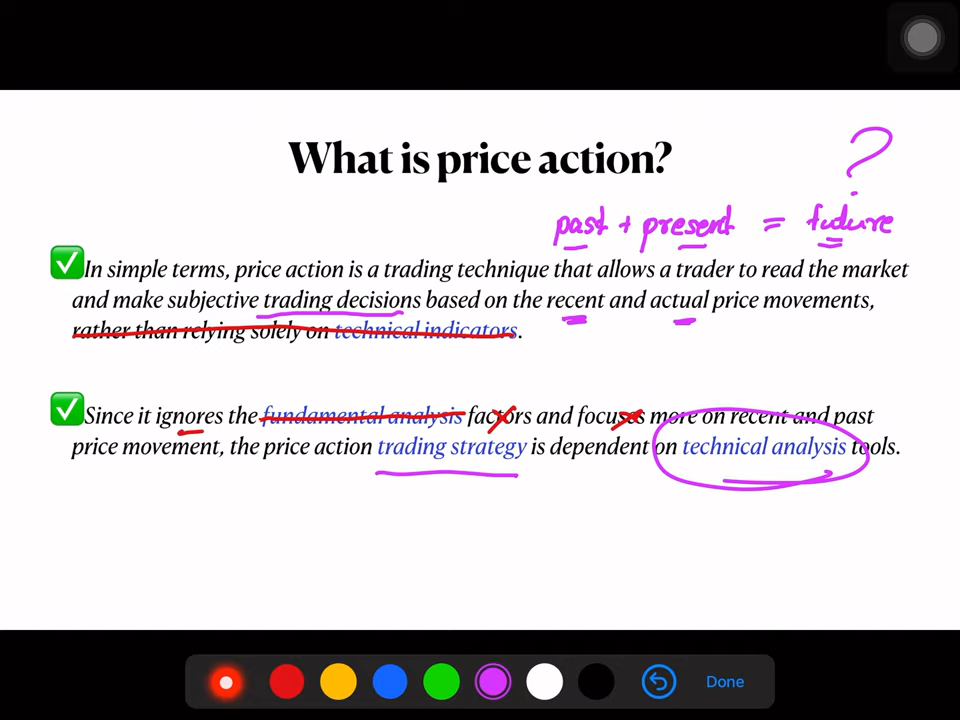 What is price action?
?
past + present = future
✅In simple terms, price action is a trading technique that allows a trader to read the market
and make subjective trading decisions based on the recent and actual price movements,
rather than relying solely on technical indicators.
✅Since it ignores the fundamental analysis factors and focuses more on recent and past
price movement, the price action trading strategy is dependent on technical analysis tools.
Done